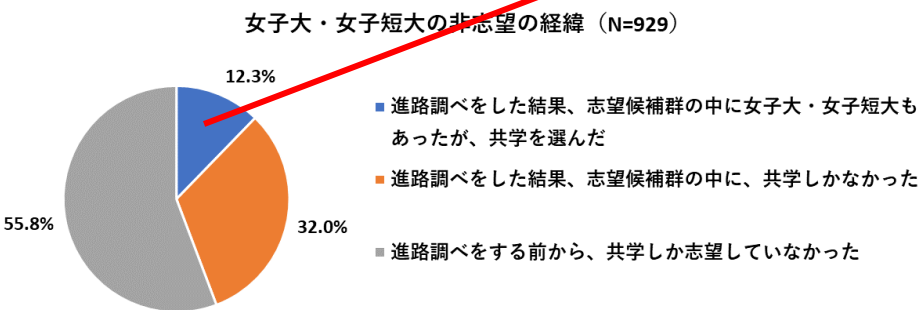 女子大・女子短大の非志望の経緯（N=929）
12.3%
進路調べをした結果、志望候補群の中に女子大・女子短大も
あったが、共学を選んだ
進路調べをした結果、志望候補群の中に、共学しかなかった
32.0%
55.8%
進路調べをする前から、共学しか志望していなかった